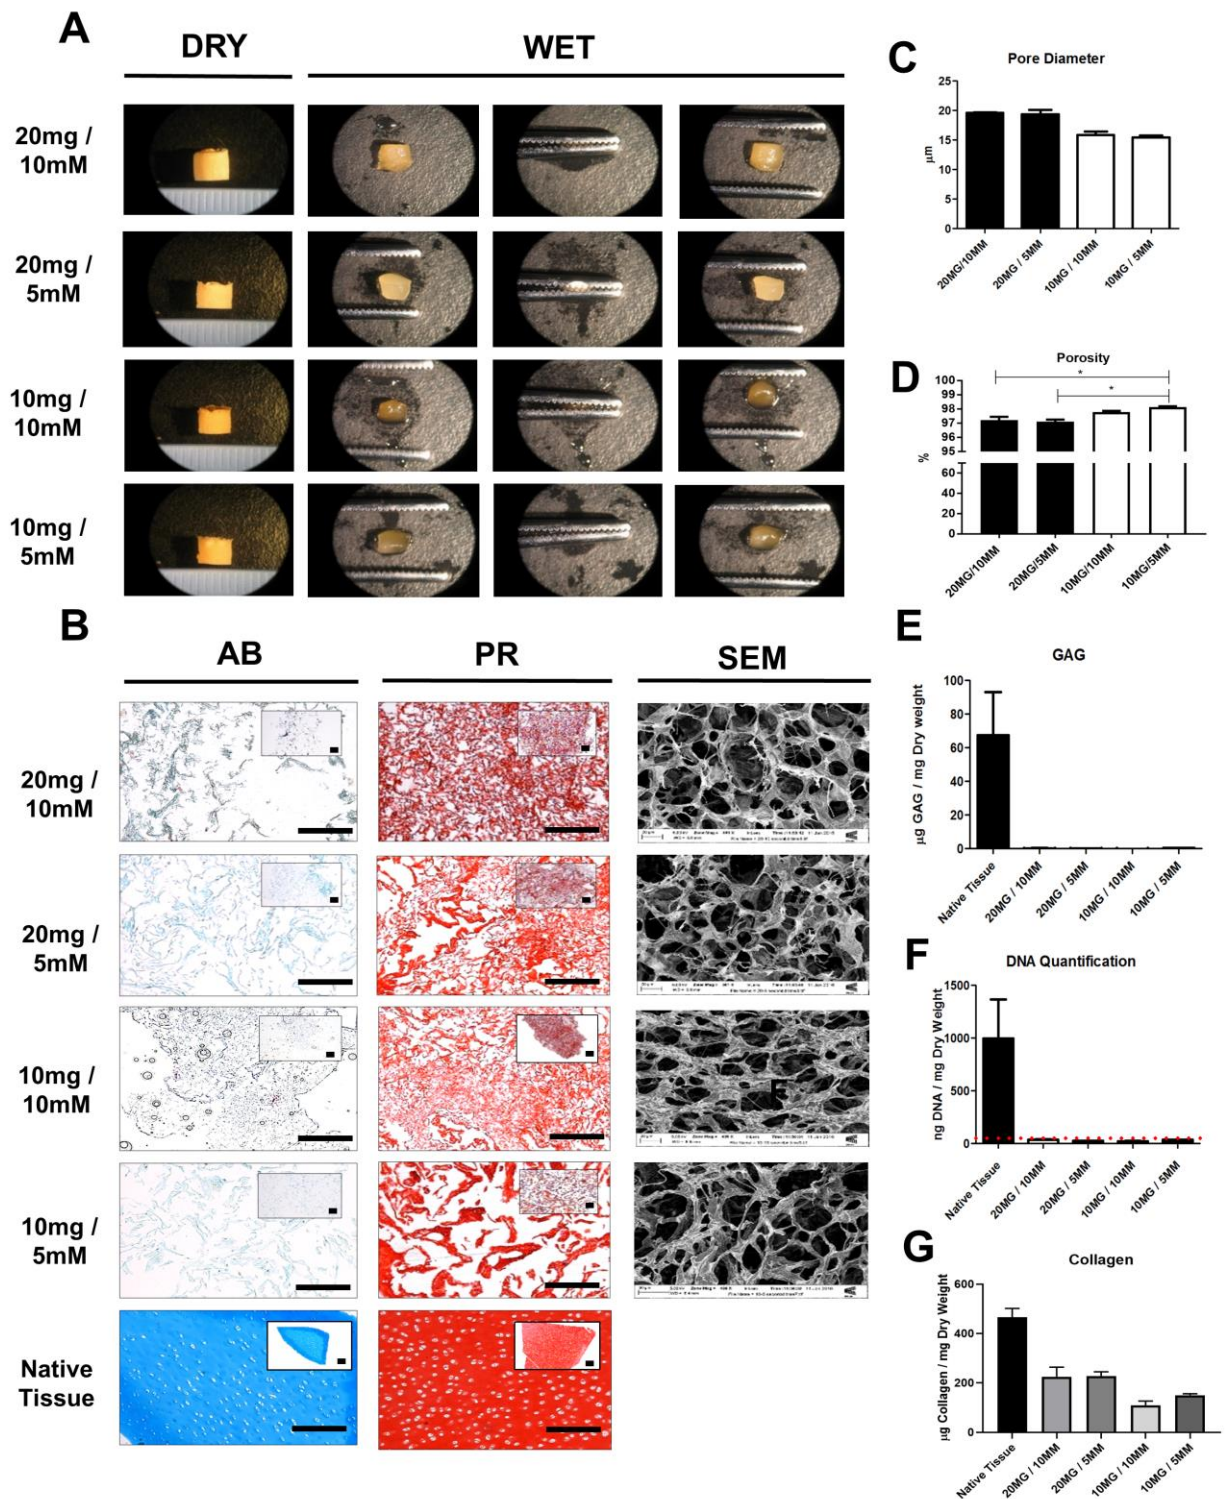 A
DRY
WET
20mg /
10mM
20mg /
5mM
10mg /
10mM
10mg /
5mM
B
AB
PR
SEM
20mg /
10mM
20mg /
5mM
10mg /
10mM
F
10mg /
5mM
Native
Tissue
C
Pore Diameter
25
20
15
10
5
0
µm
20MG/10MM
20MG / 5MM
10MG / 10MM
10MG / 5MM
D
Porosity
*
*
100
99
98
97
96
95
%
60
40
20
0
20MG/10MM
20MG/5MM
10MG/10MM
10MG/5MM
E
GAG
µg GAG / mg Dry weight
100
80
60
40
20
0
Native Tissue
20MG / 10MM
20MG / 5MM
10MG / 10MM
10MG / 5MM
F
DNA Quantification
ng DNA / mg Dry Weight
1500
1000
500
0
Native Tissue
20MG / 10MM
20MG / 5MM
10MG / 10MM
10MG / 5MM
G
Collagen
µg Collagen / mg Dry Weight
600
400
200
0
Native Tissue
20MG / 10MM
20MG / 5MM
10MG / 10MM
10MG / 5MM